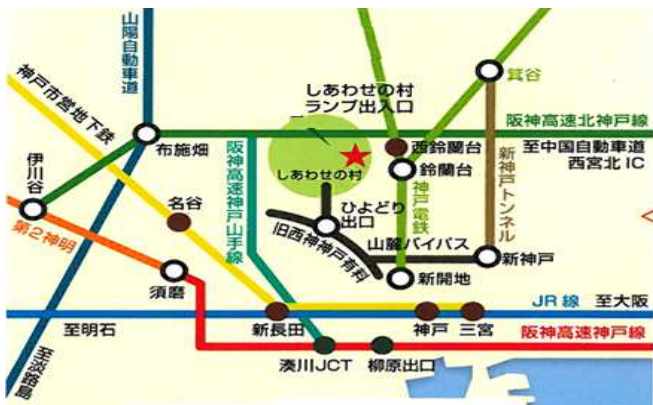 山陽自動車道
神戸市営地下鉄
しあわせの村
ランプ出入口
箕谷
阪神高速北神戸線
至中国自動車道
西宮北IC
布施畑
阪神高速神戸山手線
西鈴蘭台
鈴蘭台
しあわせの村
伊川谷
名谷
ひよどり
出口
神戸電鉄
新神戸トンネル
第2神明
旧西神神戸有料
山麓バイパス
新神戸
須磨
新開地
JR線 至大阪
至明石
新長田
神戸
三宮
阪神高速神戸線
至淡路島
湊川JCT
柳原出口